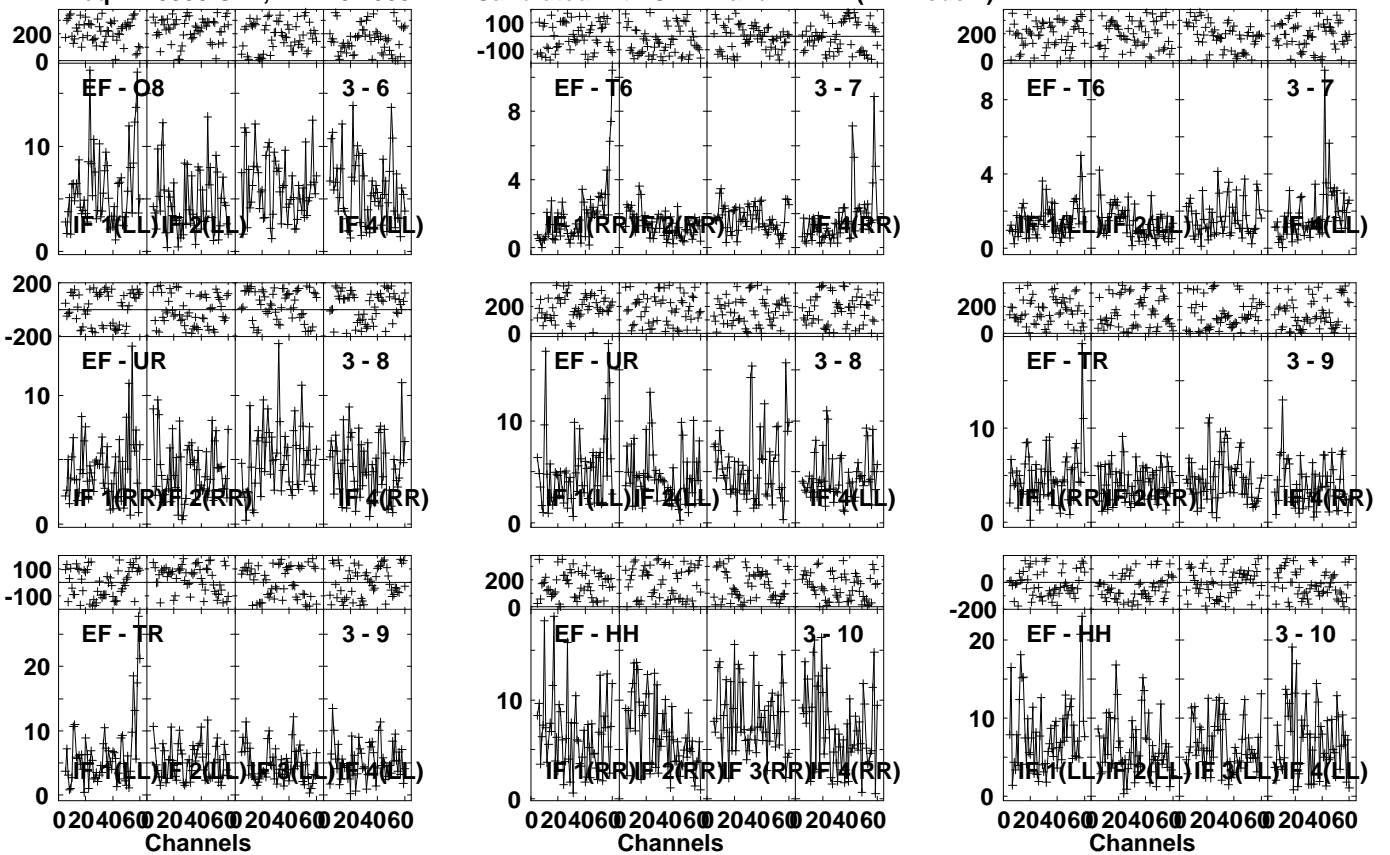 200
0
100
-100
200
0
EF - O8
3 - 6
10
0
IF 1(LL)
IF 2(LL)
IF 4(LL)
EF - T6
3 - 7
8
4
0
IF 1(RR)
IF 2(RR)
IF 4(RR)
EF - T6
3 - 7
8
4
0
IF 1(LL)
IF 2(LL)
IF 4(LL)
200
-200
200
0
200
0
EF - UR
3 - 8
10
0
IF 1(RR)
IF 2(RR)
IF 4(RR)
EF - UR
3 - 8
10
0
IF 1(LL)
IF 2(LL)
IF 4(LL)
EF - TR
3 - 9
10
0
IF 1(RR)
IF 2(RR)
IF 4(RR)
100
-100
200
0
0
-200
EF - TR
3 - 9
20
10
0
IF 1(LL)
IF 2(LL)
IF 3(LL)
IF 4(LL)
EF - HH
3 - 10
10
0
IF 1(RR)
IF 2(RR)
IF 3(RR)
IF 4(RR)
EF - HH
3 - 10
20
10
0
IF 1(LL)
IF 2(LL)
IF 3(LL)
IF 4(LL)
0 20 40 60 0 20 40 60 0 20 40 60 0 20 40 60
0 20 40 60 0 20 40 60 0 20 40 60 0 20 40 60
0 20 40 60 0 20 40 60 0 20 40 60 0 20 40 60
Channels
Channels
Channels